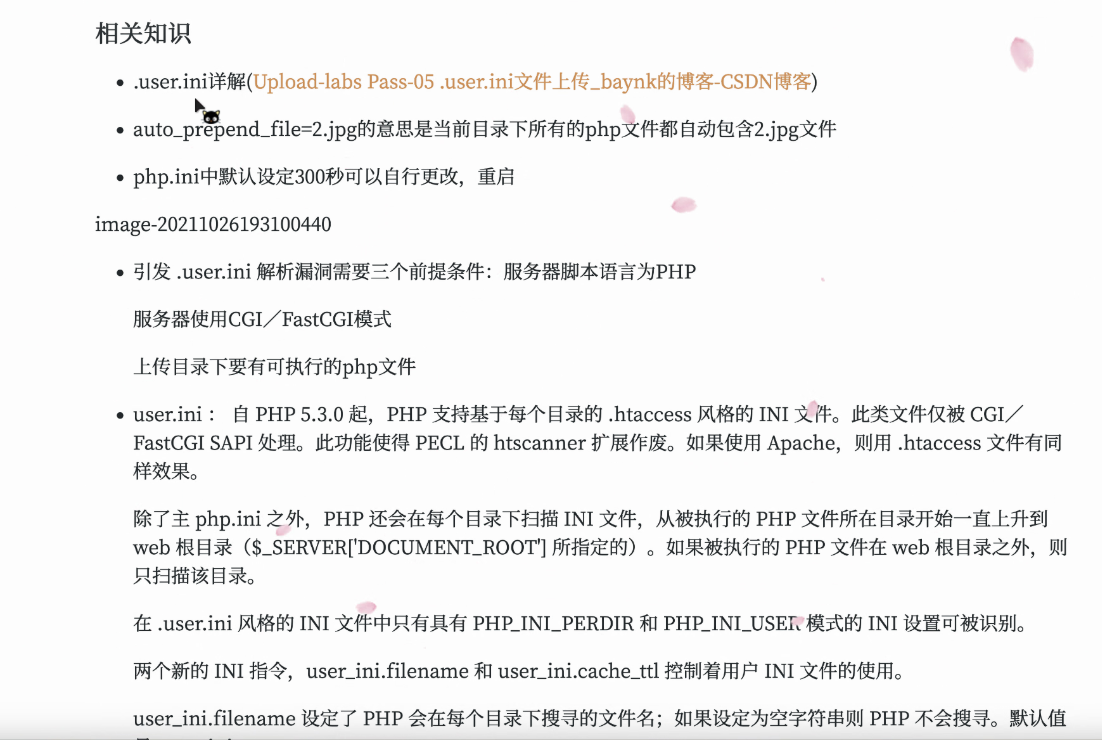 相关知识
.user.ini详解(Upload-labs Pass-05 .user.ini文件上传_baynk的博客-CSDN博客)
auto_prepend_file=2.jpg的意思是当前目录下所有的php文件都自动包含2.jpg文件
php.ini中默认设定300秒可以自行更改，重启
image-20211026193100440
引发 .user.ini 解析漏洞需要三个前提条件：服务器脚本语言为PHP
服务器使用CGI／FastCGI模式
上传目录下要有可执行的php文件
user.ini： 自 PHP 5.3.0 起，PHP 支持基于每个目录的 .htaccess 风格的 INI 文件。此类文件仅被 CGI／
FastCGI SAPI 处理。此功能使得 PECL 的 htscanner 扩展作废。如果使用 Apache，则用 .htaccess 文件有同
样效果。
除了主 php.ini 之外，PHP 还会在每个目录下扫描 INI 文件，从被执行的 PHP 文件所在目录开始一直上升到
web 根目录（$_SERVER['DOCUMENT_ROOT'] 所指定的）。如果被执行的 PHP 文件在 web 根目录之外，则
只扫描该目录。
在 .user.ini 风格的 INI 文件中只有具有 PHP_INI_PERDIR 和 PHP_INI_USER 模式的 INI 设置可被识别。
两个新的 INI 指令，user_ini.filename 和 user_ini.cache_ttl 控制着用户 INI 文件的使用。
user_ini.filename 设定了 PHP 会在每个目录下搜寻的文件名；如果设定为空字符串则 PHP 不会搜寻。默认值